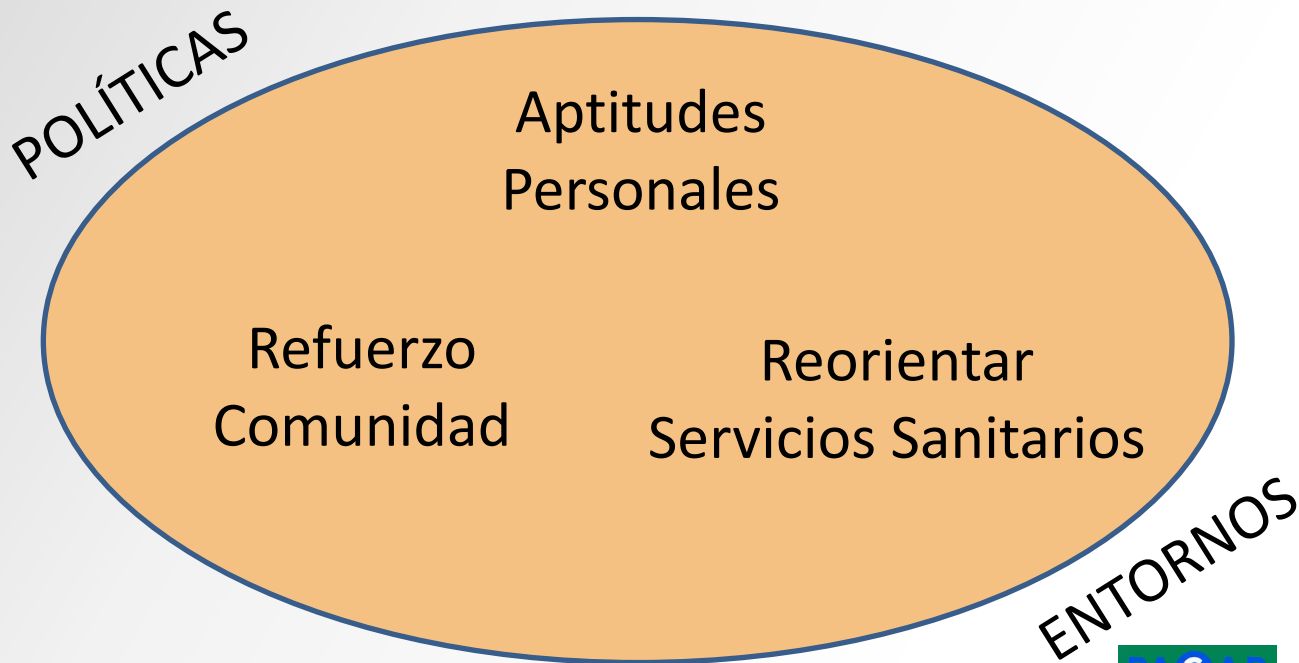 POLÍTICAS
Aptitudes
Personales
Refuerzo
Comunidad
Reorientar
Servicios Sanitarios
ENTORNOS